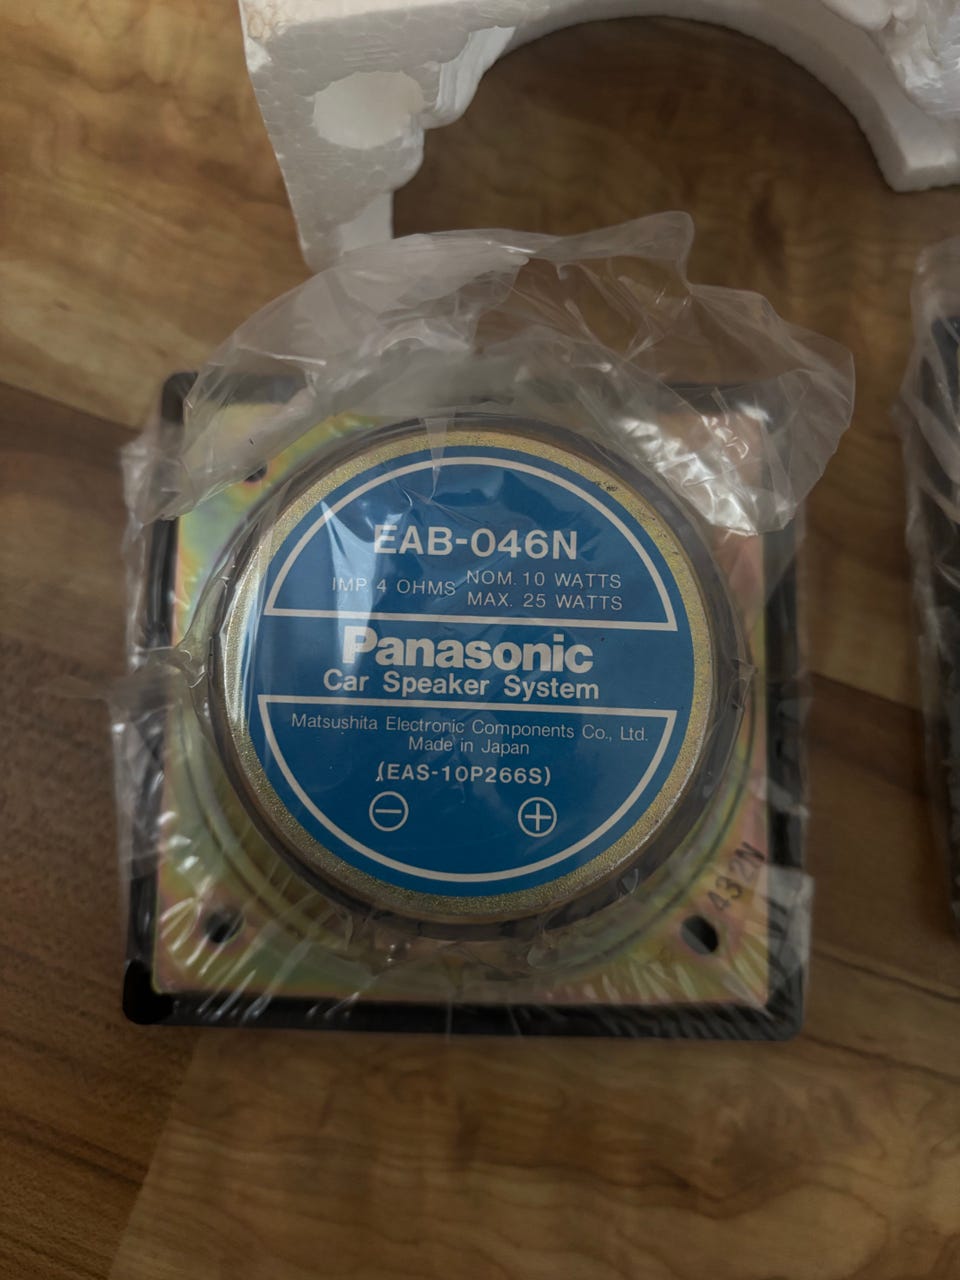 EAB-046N
IMP. 4 OHMS NOM. 10 WATTS
MAX. 25 WATTS
Panasonic
Car Speaker System
Matsushita Electronic Components Co., Ltd.
Made in Japan
(EAS-10P266S)
⊖ ⊕
432N